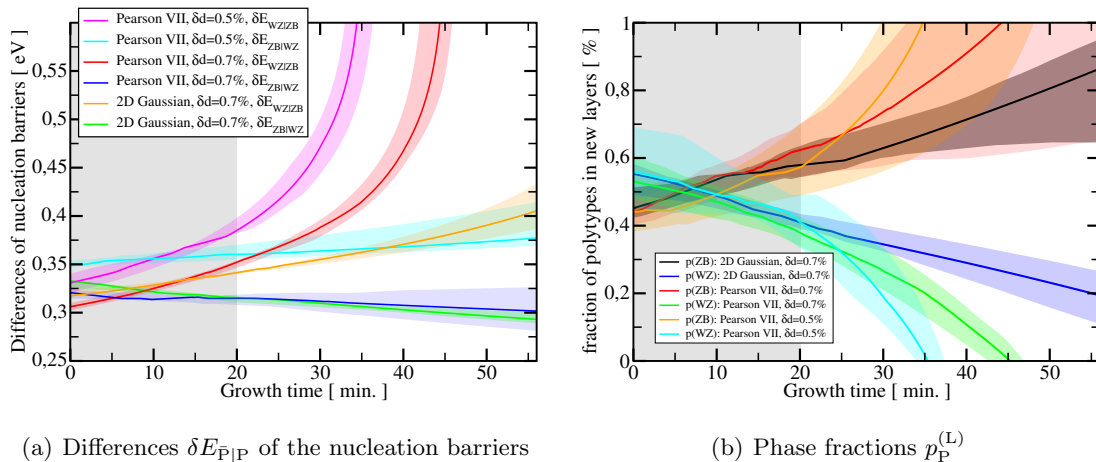 Differences of nucleation barriers [ eV ]
0,55
0,5
0,45
0,4
0,35
0,3
0,25
Pearson VII, δd=0.5%, δE_WZ|ZB
Pearson VII, δd=0.5%, δE_ZB|WZ
Pearson VII, δd=0.7%, δE_WZ|ZB
Pearson VII, δd=0.7%, δE_ZB|WZ
2D Gaussian, δd=0.7%, δE_WZ|ZB
2D Gaussian, δd=0.7%, δE_ZB|WZ
0 10 20 30 40 50
Growth time [ min. ]
(a) Differences δE_P̄|P of the nucleation barriers
fraction of polytypes in new layers [ % ]
1
0.8
0.6
0.4
0.2
0
p(ZB): 2D Gaussian, δd=0.7%
p(WZ): 2D Gaussian, δd=0.7%
p(ZB): Pearson VII, δd=0.7%
p(WZ): Pearson VII, δd=0.7%
p(ZB): Pearson VII, δd=0.5%
p(WZ): Pearson VII, δd=0.5%
0 10 20 30 40 50
Growth time [ min. ]
(b) Phase fractions p_P^(L)